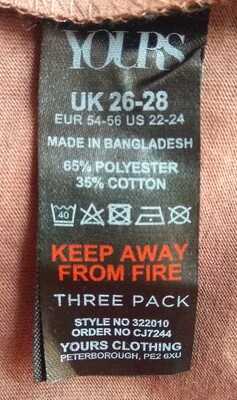 YOURS
UK 26-28
EUR 54-56 US 22-24
MADE IN BANGLADESH
65% POLYESTER
35% COTTON
40
KEEP AWAY
FROM FIRE
THREE PACK
STYLE NO 322010
ORDER NO CJ7244
YOURS CLOTHING
PETERBOROUGH, PE2 6XU